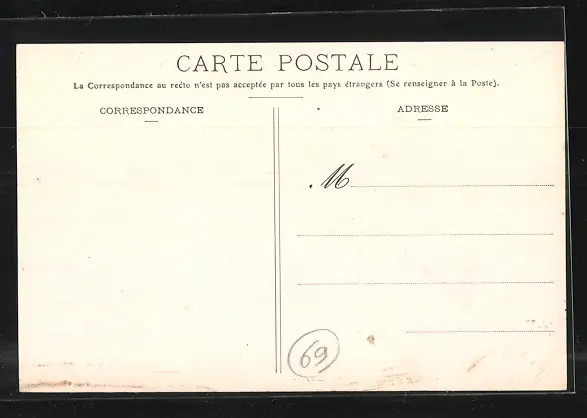 CARTE POSTALE
La Correspondance au recto n'est pas acceptée par tous les pays étrangers (Se renseigner à la Poste).
CORRESPONDANCE
ADRESSE
M
69